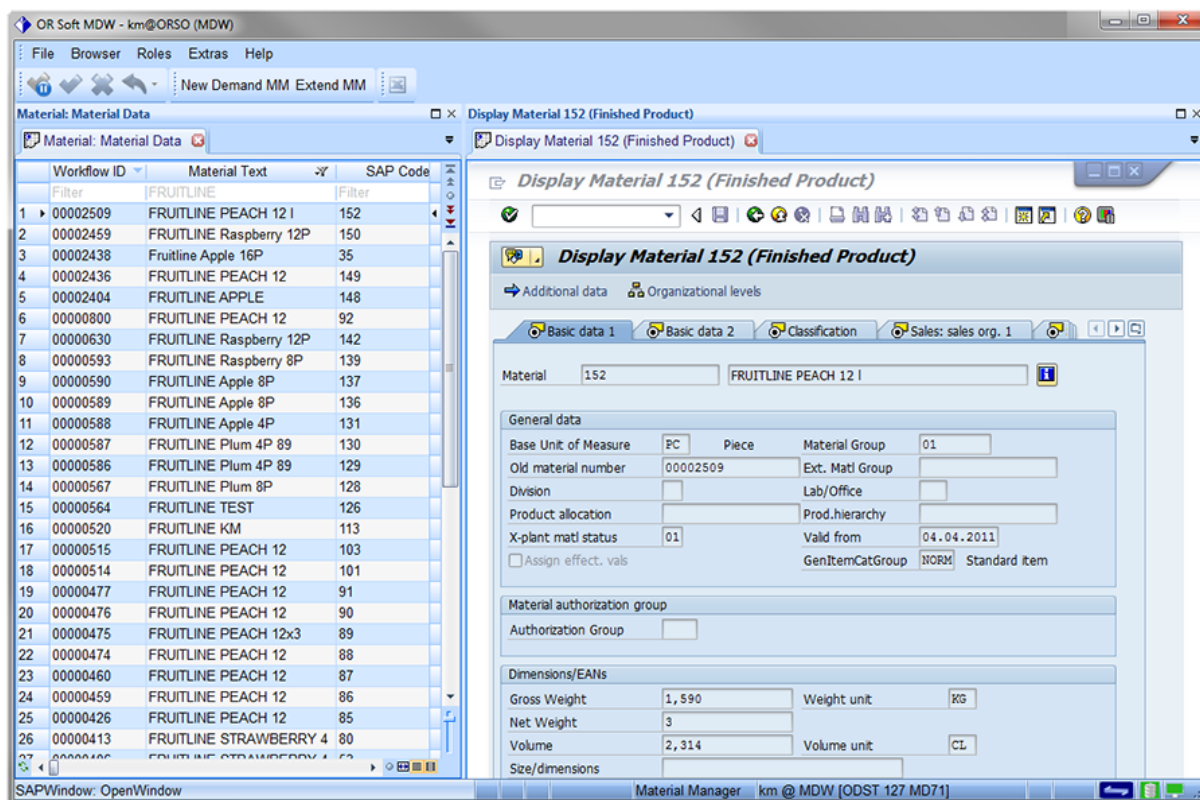 OR Soft MDW - km@ORSO (MDW)
File Browser Roles Extras Help
New Demand MM Extend MM
Material: Material Data
Material: Material Data
Workflow ID Material Text SAP Code
Filter FRUITLINE Filter
1 00002509 FRUITLINE PEACH 12 l 152
2 00002459 FRUITLINE Raspberry 12P 150
3 00002438 Fruitline Apple 16P 35
4 00002436 FRUITLINE PEACH 12 149
5 00002404 FRUITLINE APPLE 148
6 00000800 FRUITLINE PEACH 12 92
7 00000630 FRUITLINE Raspberry 12P 142
8 00000593 FRUITLINE Raspberry 8P 139
9 00000590 FRUITLINE Apple 8P 137
10 00000589 FRUITLINE Apple 8P 136
11 00000588 FRUITLINE Apple 4P 131
12 00000587 FRUITLINE Plum 4P 89 130
13 00000586 FRUITLINE Plum 4P 89 129
14 00000567 FRUITLINE Plum 8P 128
15 00000564 FRUITLINE TEST 126
16 00000520 FRUITLINE KM 113
17 00000515 FRUITLINE PEACH 12 103
18 00000514 FRUITLINE PEACH 12 101
19 00000477 FRUITLINE PEACH 12 91
20 00000476 FRUITLINE PEACH 12 90
21 00000475 FRUITLINE PEACH 12x3 89
22 00000474 FRUITLINE PEACH 12 88
23 00000460 FRUITLINE PEACH 12 87
24 00000459 FRUITLINE PEACH 12 86
25 00000426 FRUITLINE PEACH 12 85
26 00000413 FRUITLINE STRAWBERRY 4 80
Display Material 152 (Finished Product)
Display Material 152 (Finished Product)
Display Material 152 (Finished Product)
Display Material 152 (Finished Product)
Additional data Organizational levels
Basic data 1 Basic data 2 Classification Sales: sales org. 1
Material 152 FRUITLINE PEACH 12 l
General data
Base Unit of Measure PC Piece Material Group 01
Old material number 00002509 Ext. Matl Group
Division Lab/Office
Product allocation Prod.hierarchy
X-plant matl status 01 Valid from 04.04.2011
Assign effect. vals GenItemCatGroup NORM Standard item
Material authorization group
Authorization Group
Dimensions/EANs
Gross Weight 1,590 Weight unit KG
Net Weight 3
Volume 2,314 Volume unit CL
Size/dimensions
SAPWindow: OpenWindow Material Manager km @ MDW [ODST 127 MD71]